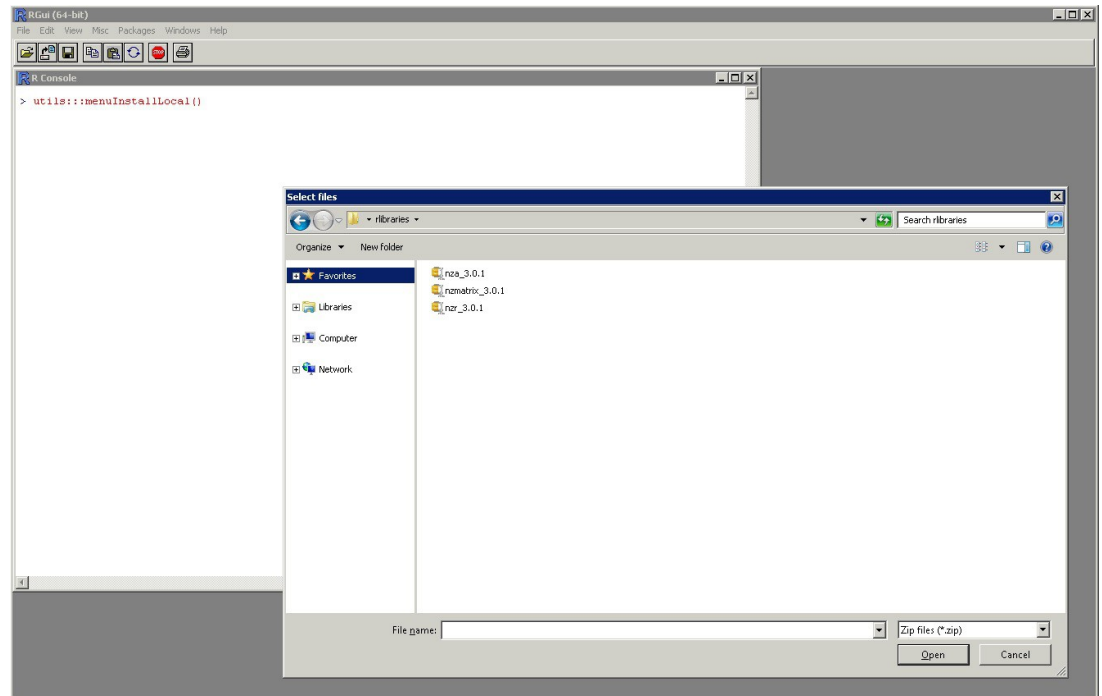 RGui (64-bit)
File Edit View Misc Packages Windows Help
STOP
R Console
> utils:::menuInstallLocal()
Select files
rlibraries
Search rlibraries
Organize New folder
Favorites
Libraries
Computer
Network
nza_3.0.1
nzmatrix_3.0.1
nzr_3.0.1
File name:
Zip files (*.zip)
Open Cancel